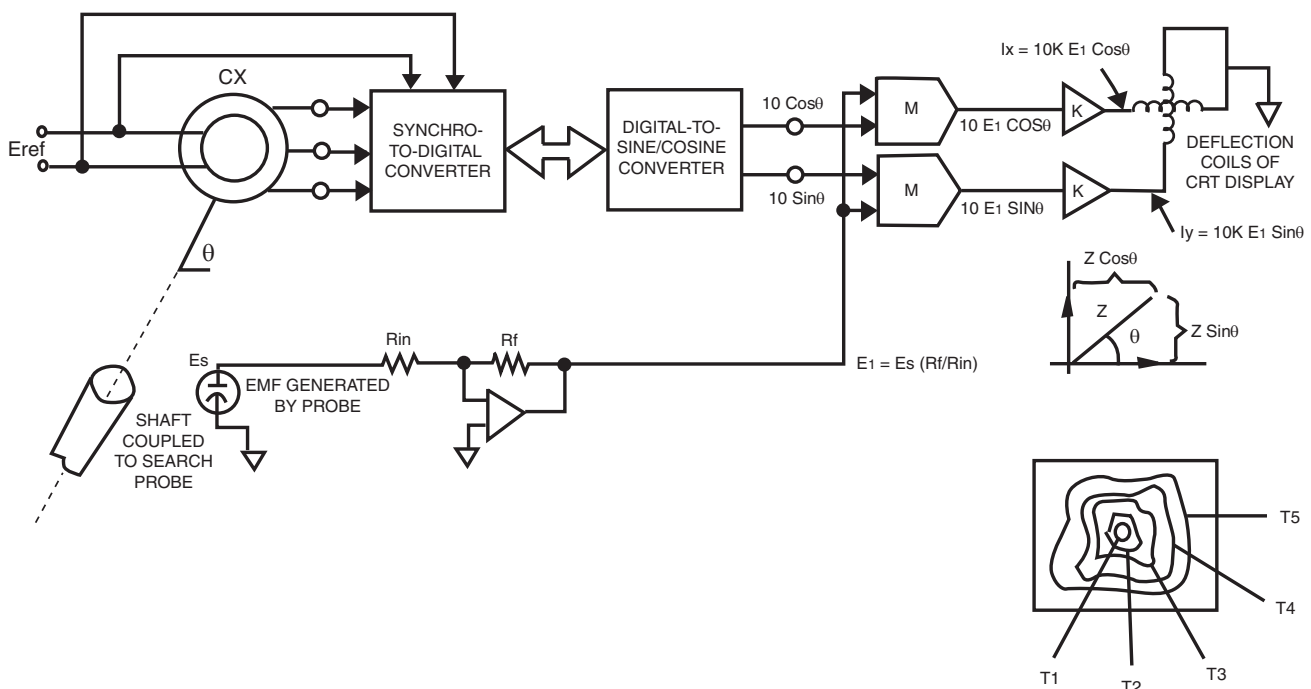 CX
Eref
θ
SYNCHRO-
TO-DIGITAL
CONVERTER
DIGITAL-TO-
SINE/COSINE
CONVERTER
10 Cosθ
10 Sinθ
M
M
10 E1 COSθ
10 E1 SINθ
K
K
Ix = 10K E1 Cosθ
Iy = 10K E1 Sinθ
DEFLECTION
COILS OF
CRT DISPLAY
Z Cosθ
Z
θ
Z Sinθ
Es
EMF GENERATED
BY PROBE
Rin
Rf
E1 = Es (Rf/Rin)
SHAFT
COUPLED
TO SEARCH
PROBE
T5
T4
T3
T2
T1